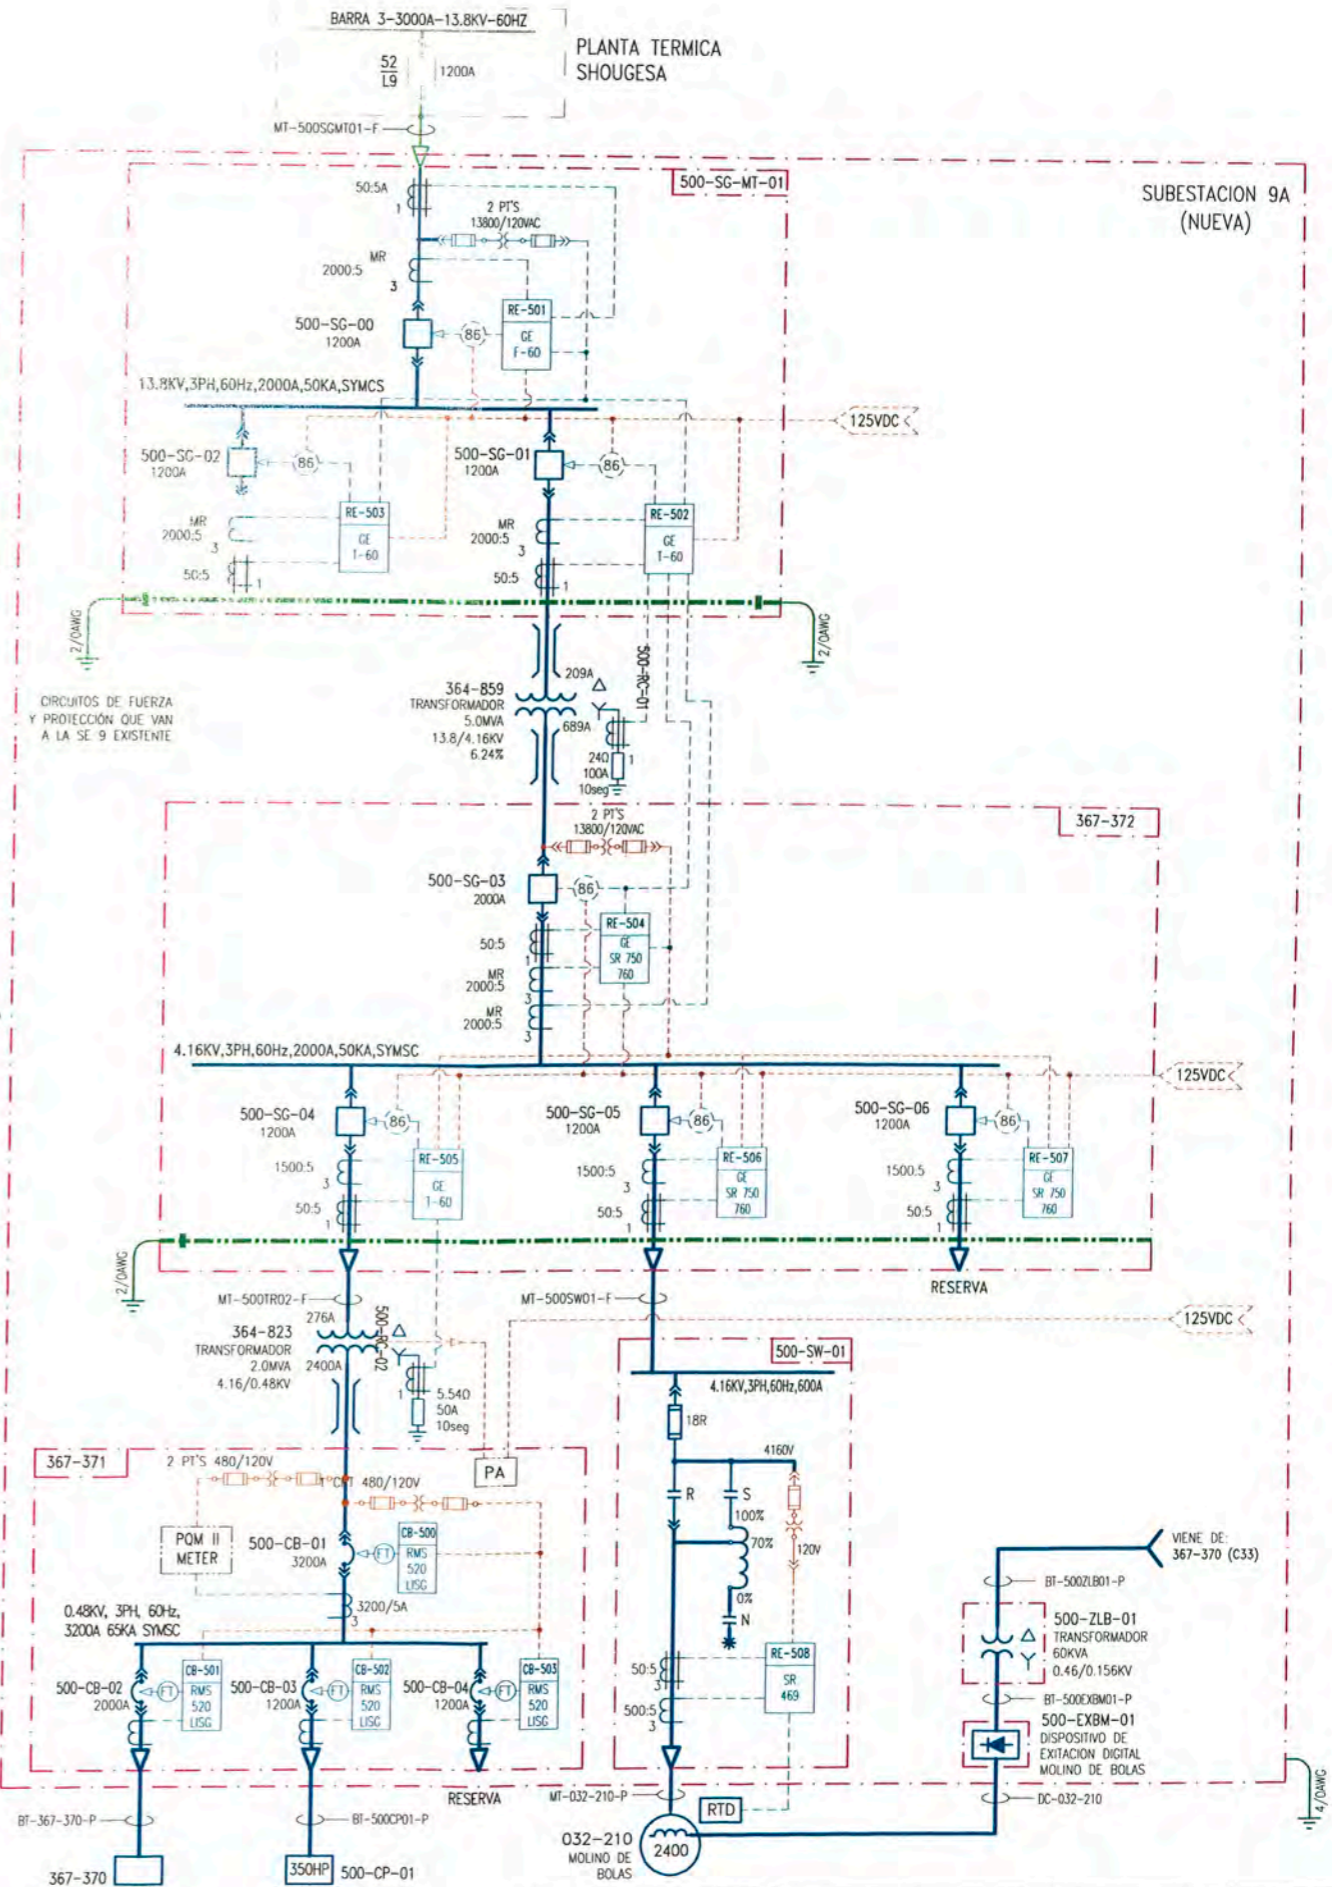 BARRA 3-3000A-13.8KV-60HZ
52
L9
1200A
PLANTA TERMICA
SHOUGESA
MT-500SGMT01-F
500-SG-MT-01
SUBESTACION 9A
(NUEVA)
50:5A
1
2 PT'S
13800/120VAC
MR
2000:5
3
RE-501
GE
F-60
500-SG-00
1200A
86
13.8KV,3PH,60Hz,2000A,50KA,SYMCS
125VDC
500-SG-02
1200A
86
500-SG-01
1200A
86
MR
2000:5
3
RE-503
GE
T-60
MR
2000:5
3
RE-502
GE
T-60
50:5
1
50:5
1
2/0AWG
2/0AWG
CIRCUITOS DE FUERZA
Y PROTECCIÓN QUE VAN
A LA SE 9 EXISTENTE
364-859
TRANSFORMADOR
5.0MVA
13.8/4.16KV
6.24%
209A
689A
500-RC-01
24Ω
100A
10seg
367-372
2 PT'S
13800/120VAC
500-SG-03
2000A
86
RE-504
GE
SR 750
760
50:5
1
MR
2000:5
3
MR
2000:5
3
4.16KV,3PH,60Hz,2000A,50KA,SYMSC
125VDC
500-SG-04
1200A
86
500-SG-05
1200A
86
500-SG-06
1200A
86
1500:5
3
RE-505
GE
T-60
1500:5
3
RE-506
GE
SR 750
760
1500:5
3
RE-507
GE
SR 750
760
50:5
1
50:5
1
50:5
1
2/0AWG
RESERVA
MT-500TR02-F
MT-500SW01-F
125VDC
276A
364-823
TRANSFORMADOR
2.0MVA
4.16/0.48KV
2400A
500-RC-02
1
5.54Ω
50A
10seg
500-SW-01
4.16KV,3PH,60Hz,600A
18R
4160V
R
S
100%
70%
0%
N
120V
367-371
2 PT'S 480/120V
1 CPT 480/120V
PA
PQM II
METER
500-CB-01
3200A
FT
CB-500
RMS
520
LISG
3200/5A
3
0.48KV, 3PH, 60Hz,
3200A 65KA SYMSC
500-CB-02
2000A
FT
CB-501
RMS
520
LISG
500-CB-03
1200A
FT
CB-502
RMS
520
LISG
500-CB-04
1200A
FT
CB-503
RMS
520
LISG
50:5
3
500:5
3
RE-508
SR
469
VIENE DE:
367-370 (C33)
BT-500ZLB01-P
500-ZLB-01
TRANSFORMADOR
60KVA
0.46/0.156KV
BT-500EXBM01-P
500-EXBM-01
DISPOSITIVO DE
EXITACION DIGITAL
MOLINO DE BOLAS
DC-032-210
4/0AWG
RESERVA
MT-032-210-P
RTD
BT-367-370-P
BT-500CP01-P
367-370
350HP
500-CP-01
032-210
MOLINO DE
BOLAS
2400